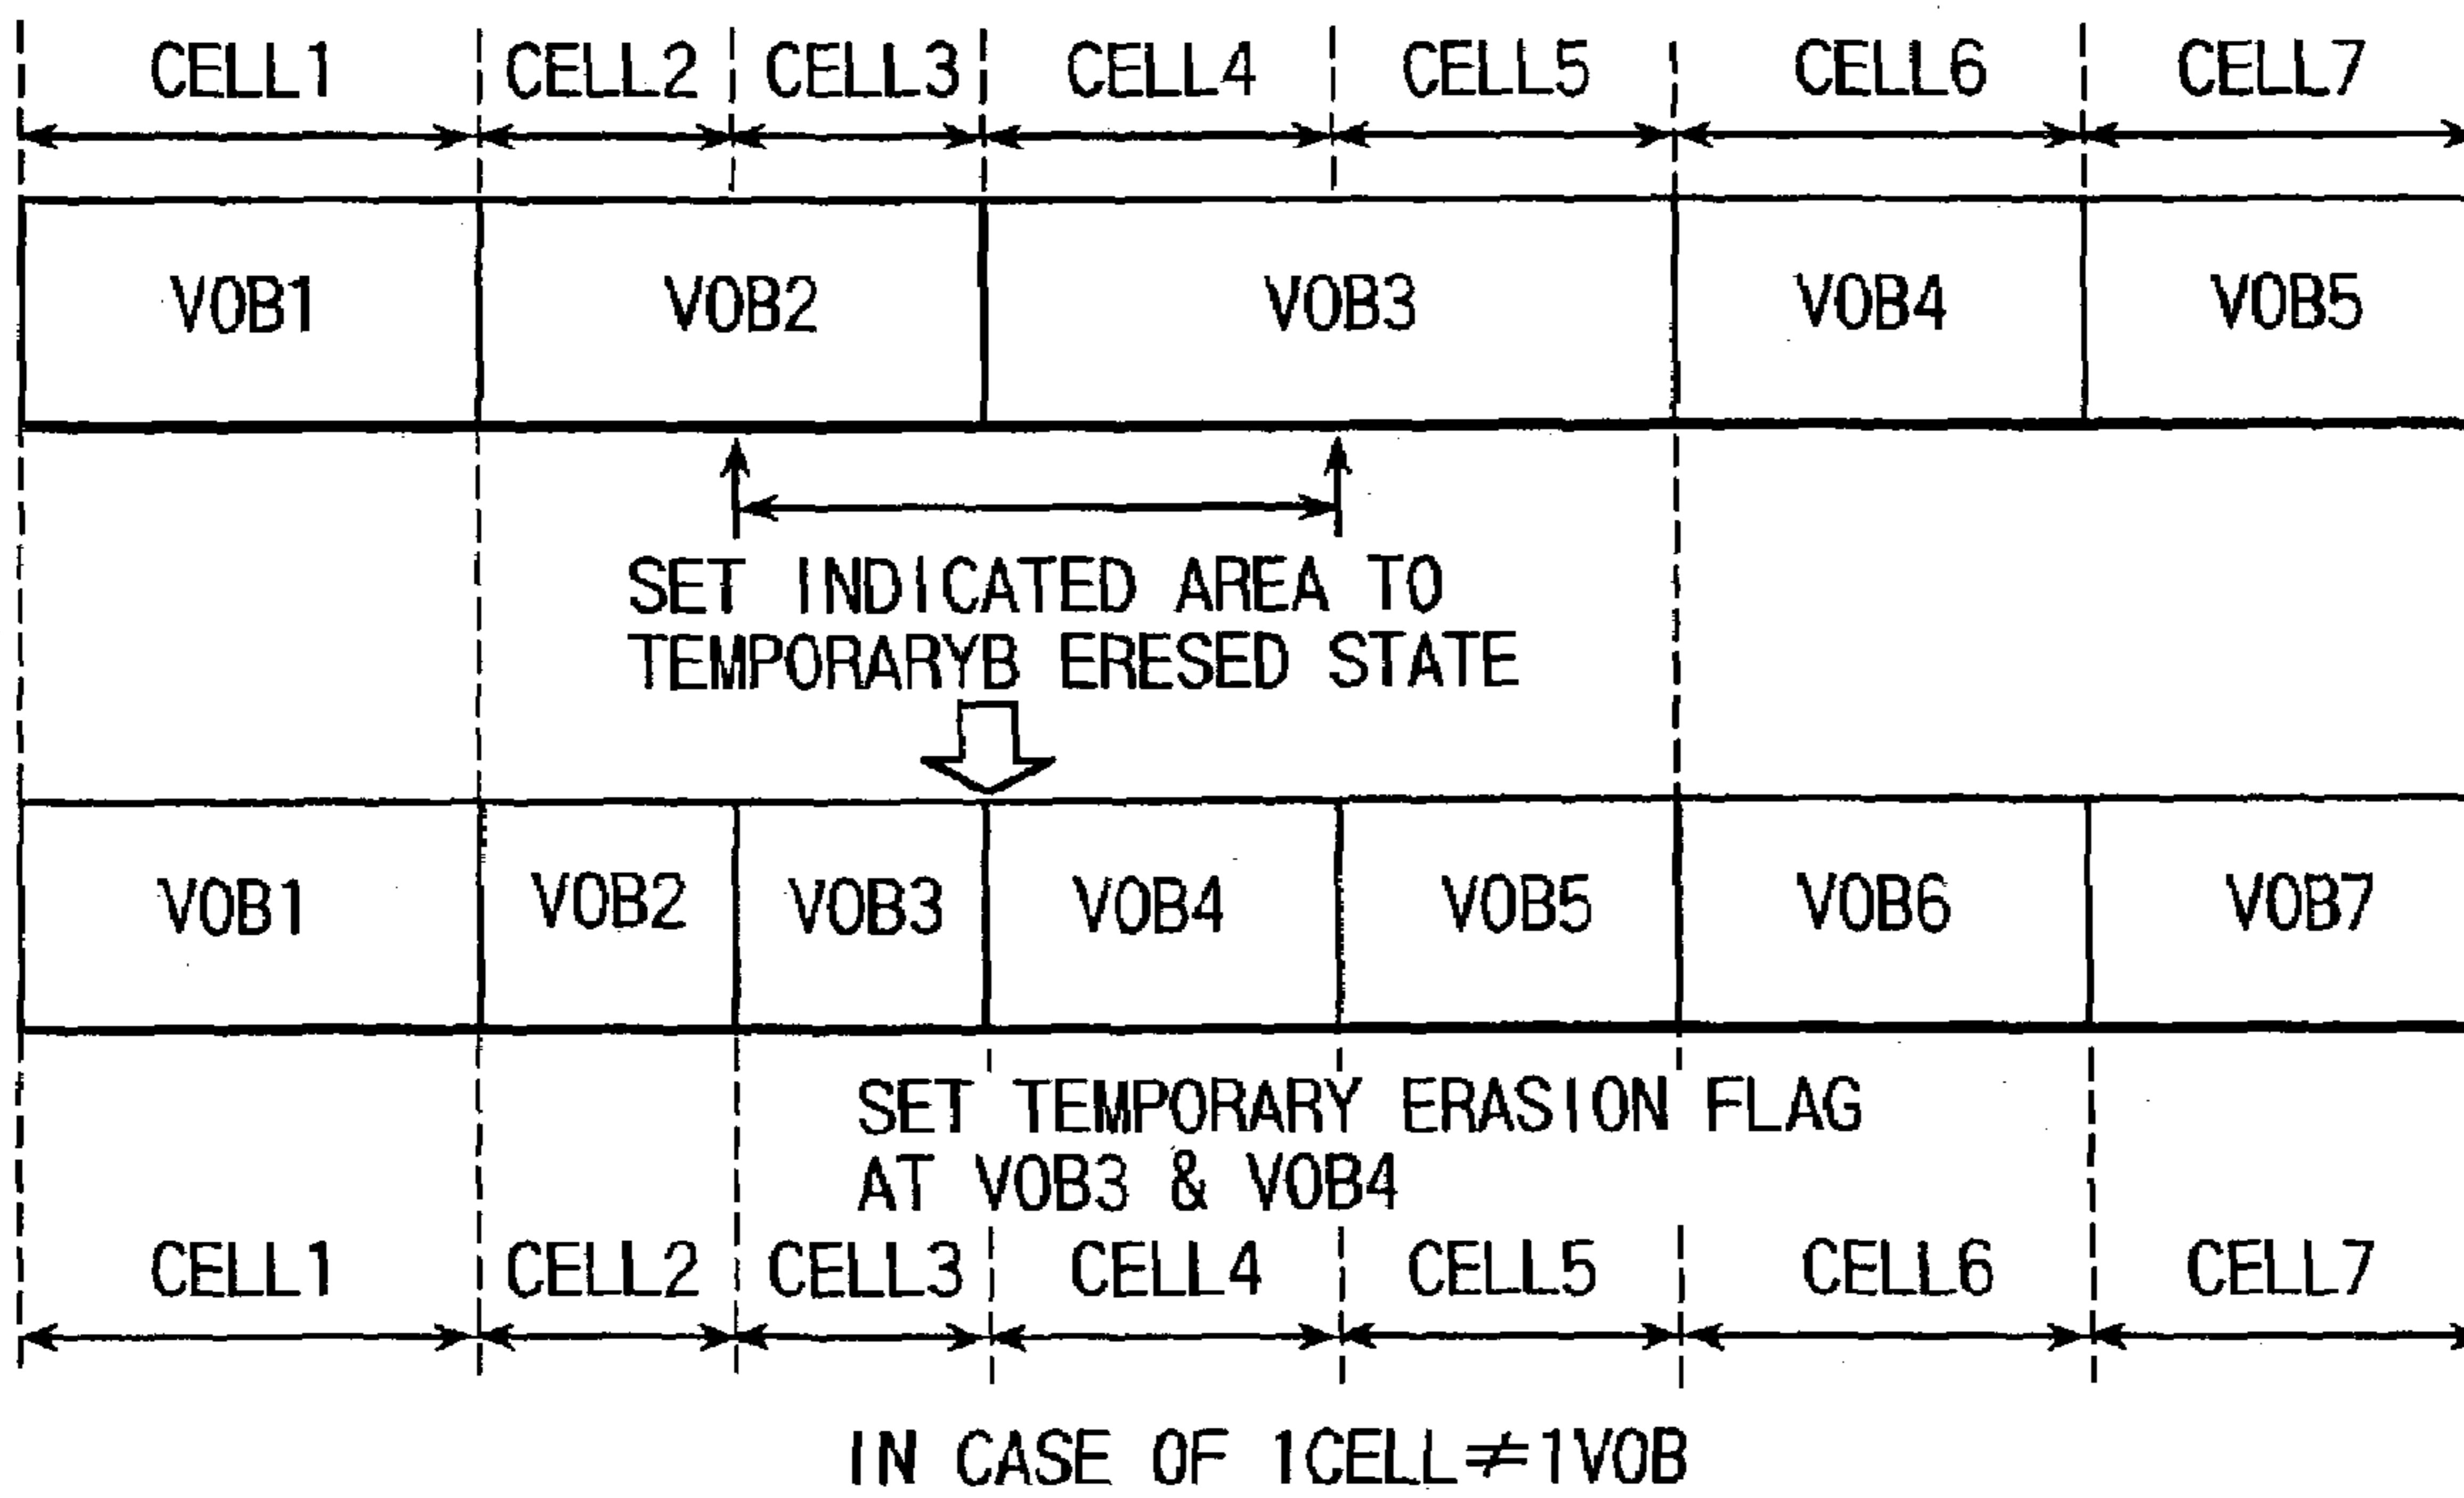 CELL1 CELL2 CELL3 CELL4 CELL5 CELL6 CELL7
VOB1 VOB2 VOB3 VOB4 VOB5
SET INDICATED AREA TO
TEMPORARYB ERESED STATE
VOB1 VOB2 VOB3 VOB4 VOB5 VOB6 VOB7
SET TEMPORARY ERASION FLAG
AT VOB3 & VOB4
CELL1 CELL2 CELL3 CELL4 CELL5 CELL6 CELL7
IN CASE OF 1CELL≠1VOB